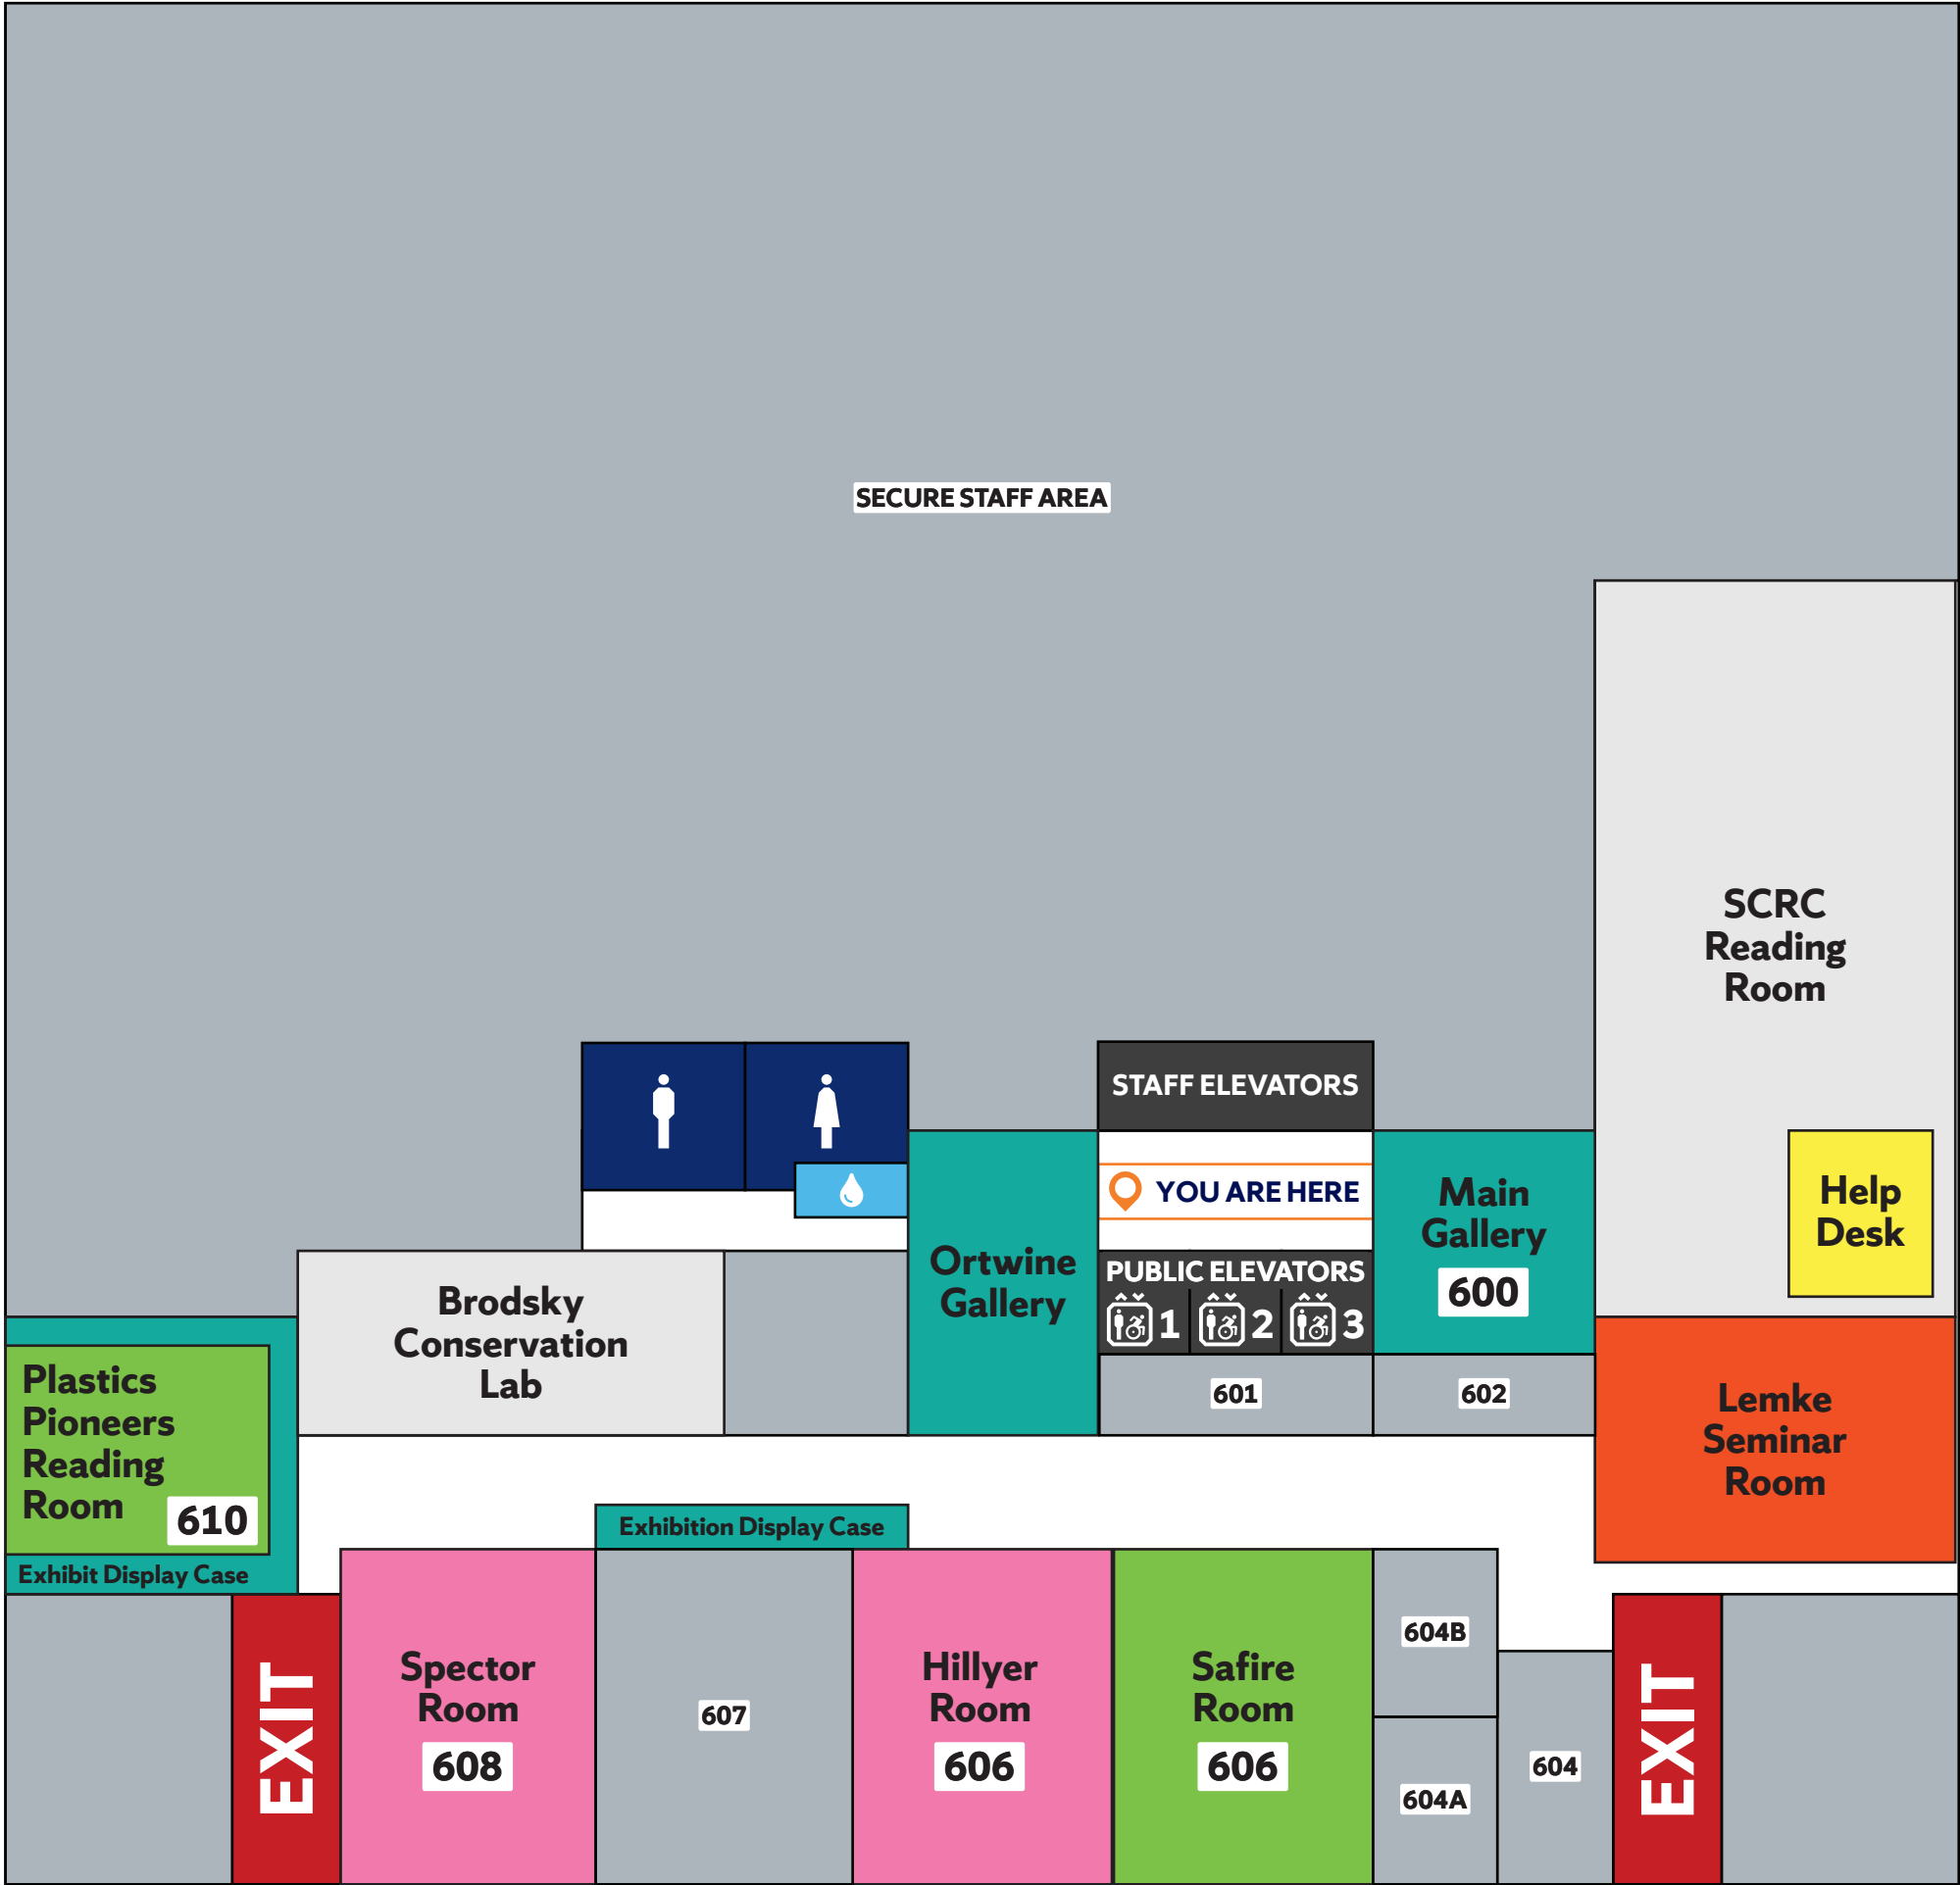 SECURE STAFF AREA
SCRC
Reading
Room
STAFF ELEVATORS
YOU ARE HERE
Main
Gallery
600
Help
Desk
Ortwine
Gallery
PUBLIC ELEVATORS
1 2 3
Brodsky
Conservation
Lab
601
602
Plastics
Pioneers
Reading
Room
610
Exhibit Display Case
Lemke
Seminar
Room
Exhibition Display Case
EXIT
Spector
Room
608
607
Hillyer
Room
606
Safire
Room
606
604B
604A
604
EXIT